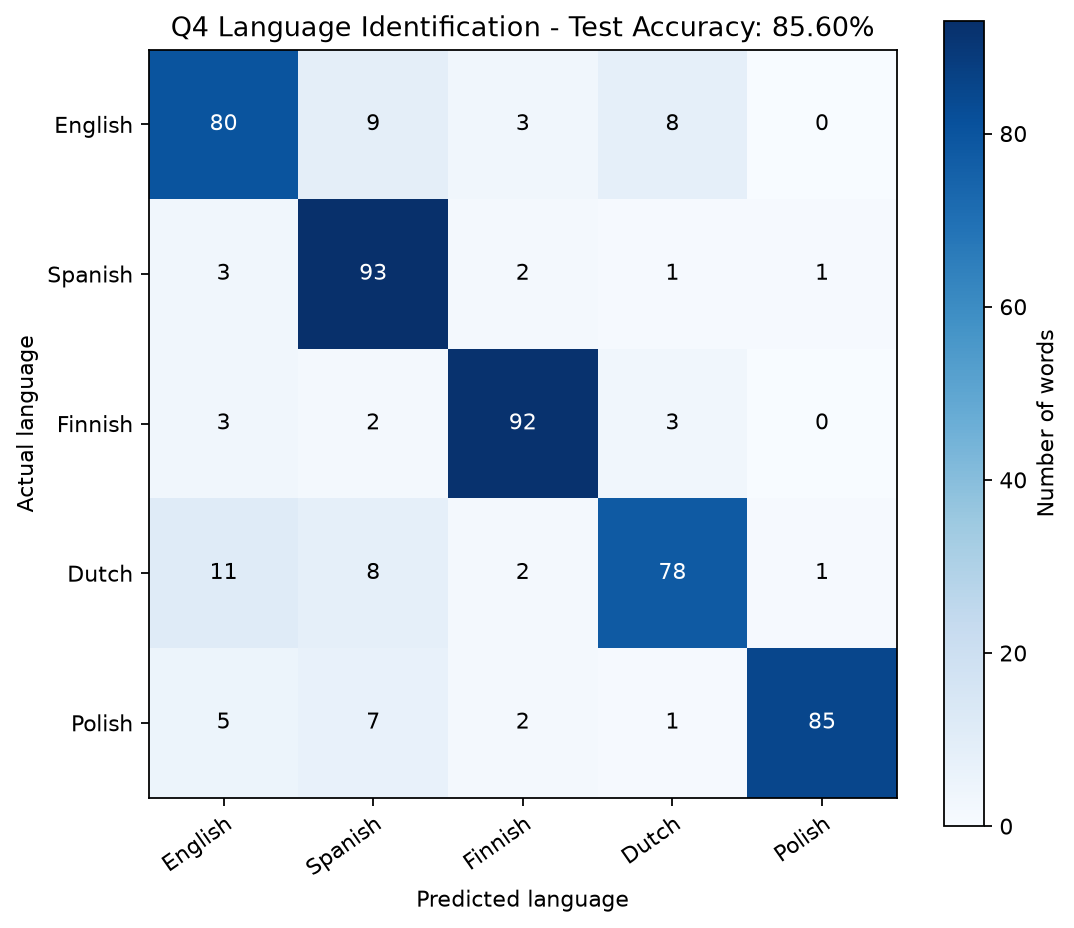 Q4 Language Identification - Test Accuracy: 85.60%
English 80 9 3 8 0
Spanish 3 93 2 1 1
Finnish 3 2 92 3 0
Dutch 11 8 2 78 1
Polish 5 7 2 1 85
English Spanish Finnish Dutch Polish
Predicted language
Actual language
80
60
40
20
0
Number of words